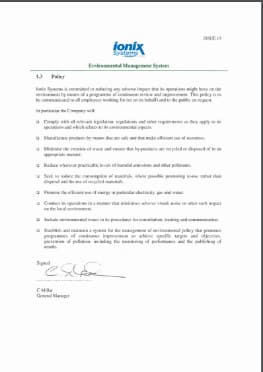 ISSUE 14
ionix
Systems
Environmental Management System
1.3 Policy
Ionix Systems is committed to reducing any adverse impact that its operations might have on the
environment by means of a programme of continuous review and improvement. This policy is to
be communicated to all employees working for or on its behalf and to the public on request.
In particular the Company will:
Comply with all relevant legislation, regulations and other requirements as they apply to its
operations and which relates to its environmental aspects.
Manufacture products by means that are safe and that make efficient use of resources.
Minimise the creation of waste and ensure that by-products are recycled or disposed of in an
appropriate manner.
Reduce wherever practicable levels of harmful emissions and other pollutants.
Seek to reduce the consumption of materials, where possible promoting re-use rather than
disposal and the use of recycled materials.
Promote the efficient use of energy in particular electricity, gas and water.
Conduct its operations in a manner that minimises adverse visual, noise or other such impact
on the local environment.
Include environmental issues in its procedures for consultation, training and communication.
Establish and maintain a system for the management of environmental policy that promotes
programmes of continuous improvement to achieve specific targets and objectives,
prevention of pollution, including the monitoring of performance and the publishing of
results.
Signed
C Millar
General Manager